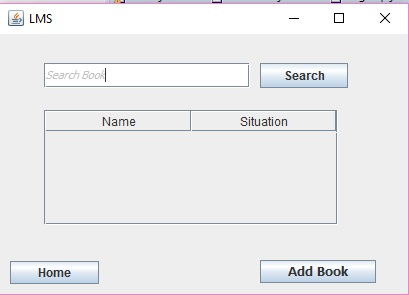 LMS
Search Book
Search
Name Situation
Home
Add Book